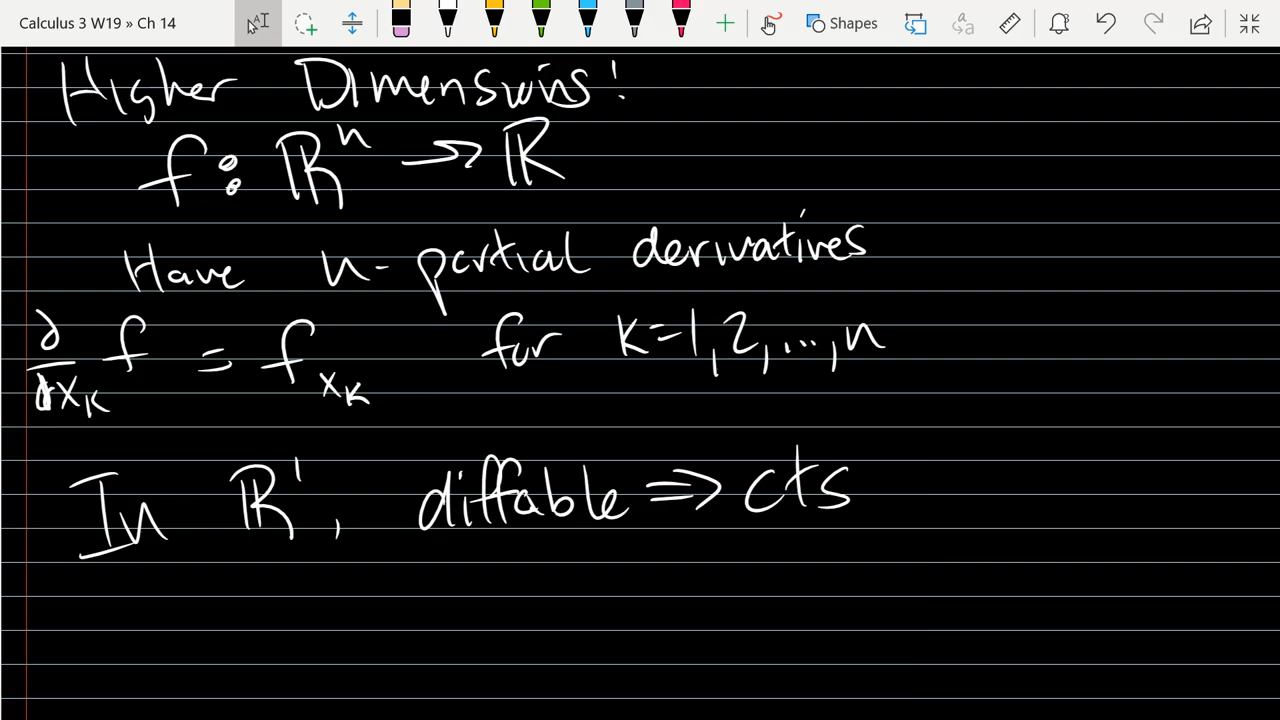 Calculus 3 W19 » Ch 14
Shapes
Higher Dimensions!
f: ℝⁿ → ℝ
Have n-partial derivatives
∂/∂x_k f = f_{x_k} for k=1,2,...,n
In ℝ¹, diffable ⇒ cts